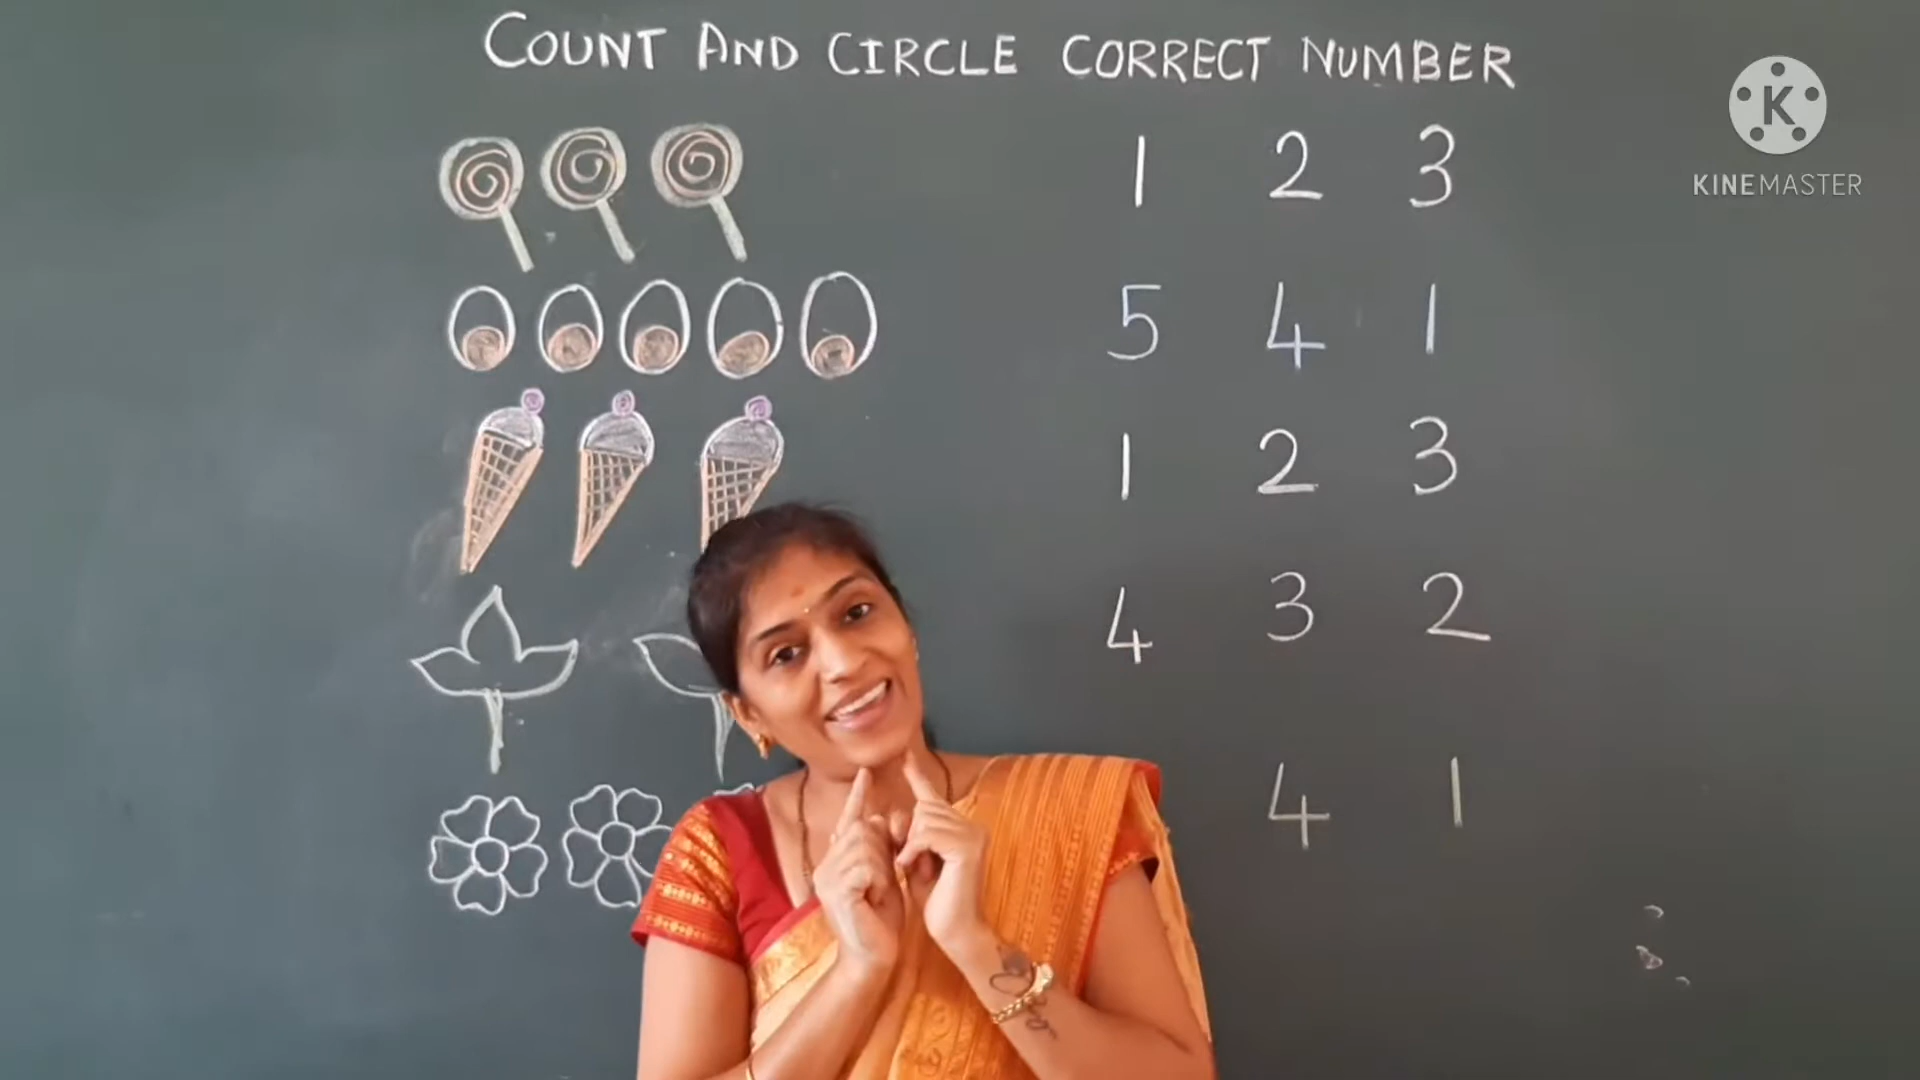 COUNT AND CIRCLE CORRECT NUMBER
1 2 3
5 4 1
1 2 3
4 3 2
4 1
K
KINEMASTER